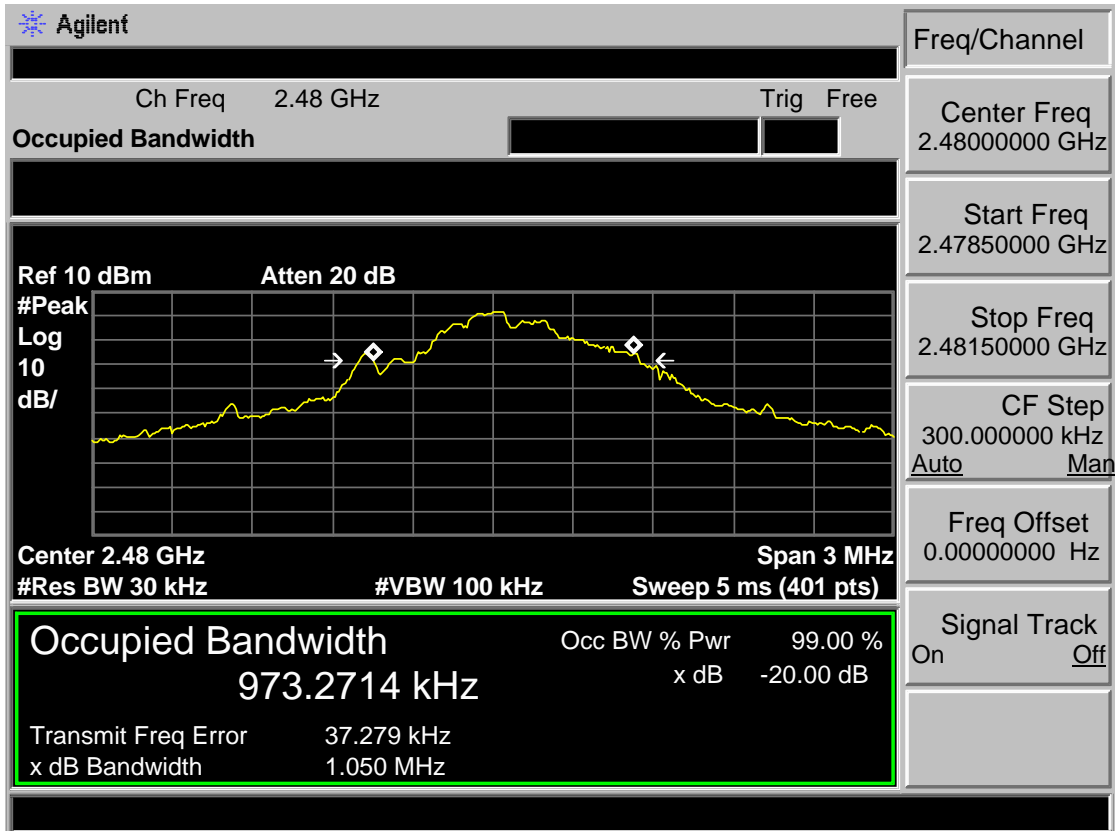 Agilent
Freq/Channel
Ch Freq 2.48 GHz Trig Free
Occupied Bandwidth
Center Freq
2.48000000 GHz
Start Freq
2.47850000 GHz
Stop Freq
2.48150000 GHz
CF Step
300.000000 kHz
Auto Man
Freq Offset
0.00000000 Hz
Signal Track
On Off
Ref 10 dBm Atten 20 dB
#Peak
Log
10
dB/
Center 2.48 GHz Span 3 MHz
#Res BW 30 kHz #VBW 100 kHz Sweep 5 ms (401 pts)
Occupied Bandwidth
973.2714 kHz
Occ BW % Pwr 99.00 %
x dB -20.00 dB
Transmit Freq Error 37.279 kHz
x dB Bandwidth 1.050 MHz